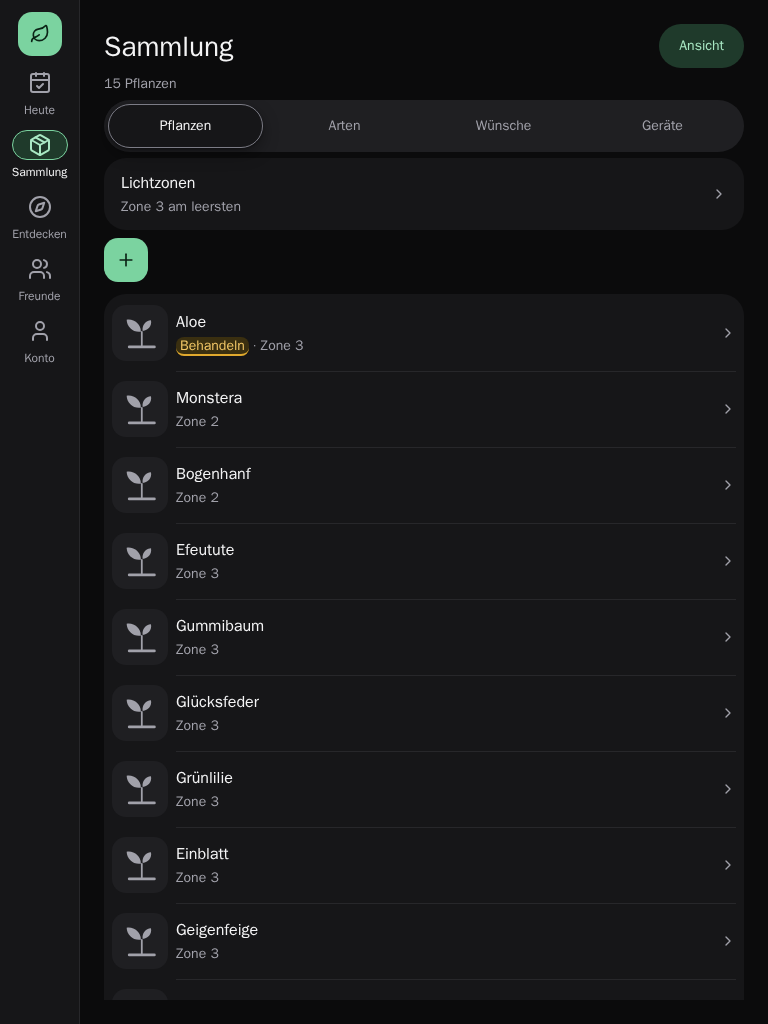 Heute
Sammlung
Entdecken
Freunde
Konto
Sammlung
Ansicht
15 Pflanzen
Pflanzen
Arten
Wünsche
Geräte
Lichtzonen
Zone 3 am leersten
Aloe
Behandeln · Zone 3
Monstera
Zone 2
Bogenhanf
Zone 2
Efeutute
Zone 3
Gummibaum
Zone 3
Glücksfeder
Zone 3
Grünlilie
Zone 3
Einblatt
Zone 3
Geigenfeige
Zone 3